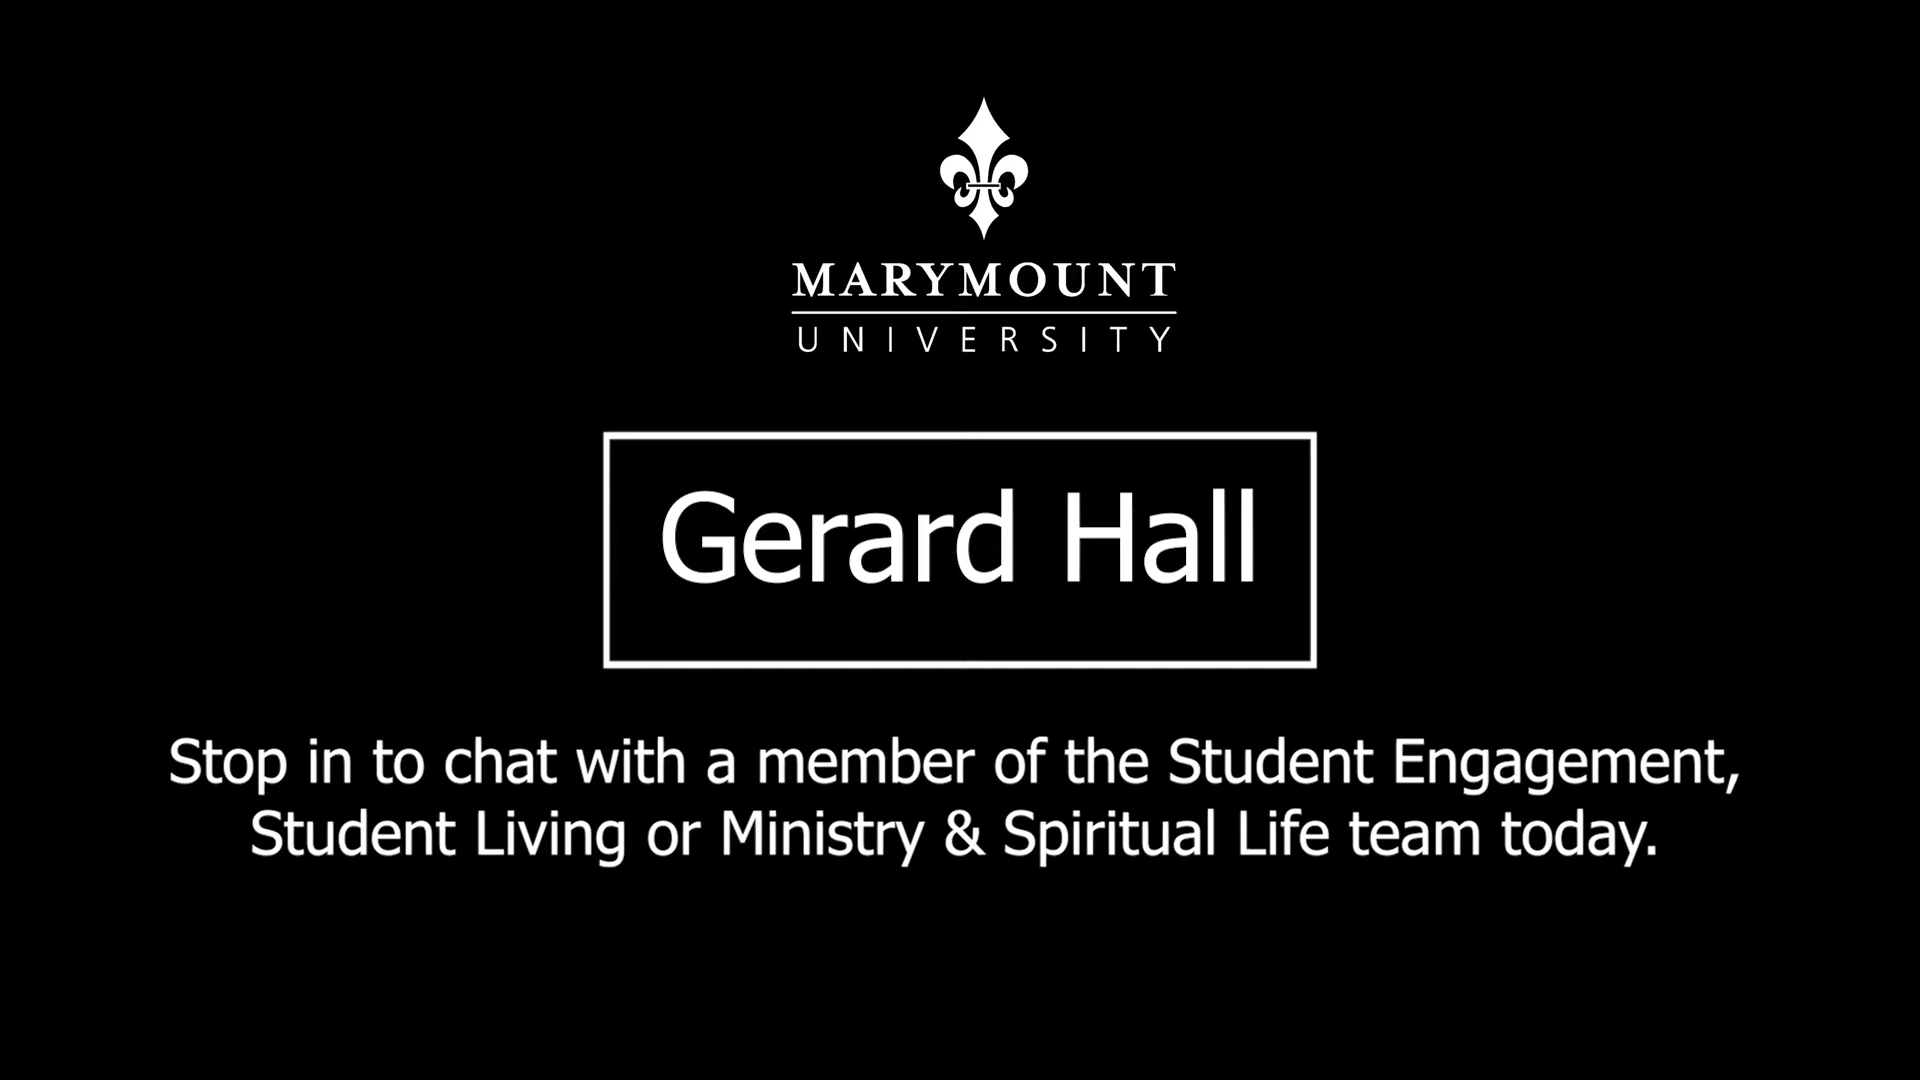 MARYMOUNT
UNIVERSITY
Gerard Hall
Stop in to chat with a member of the Student Engagement,
Student Living or Ministry & Spiritual Life team today.